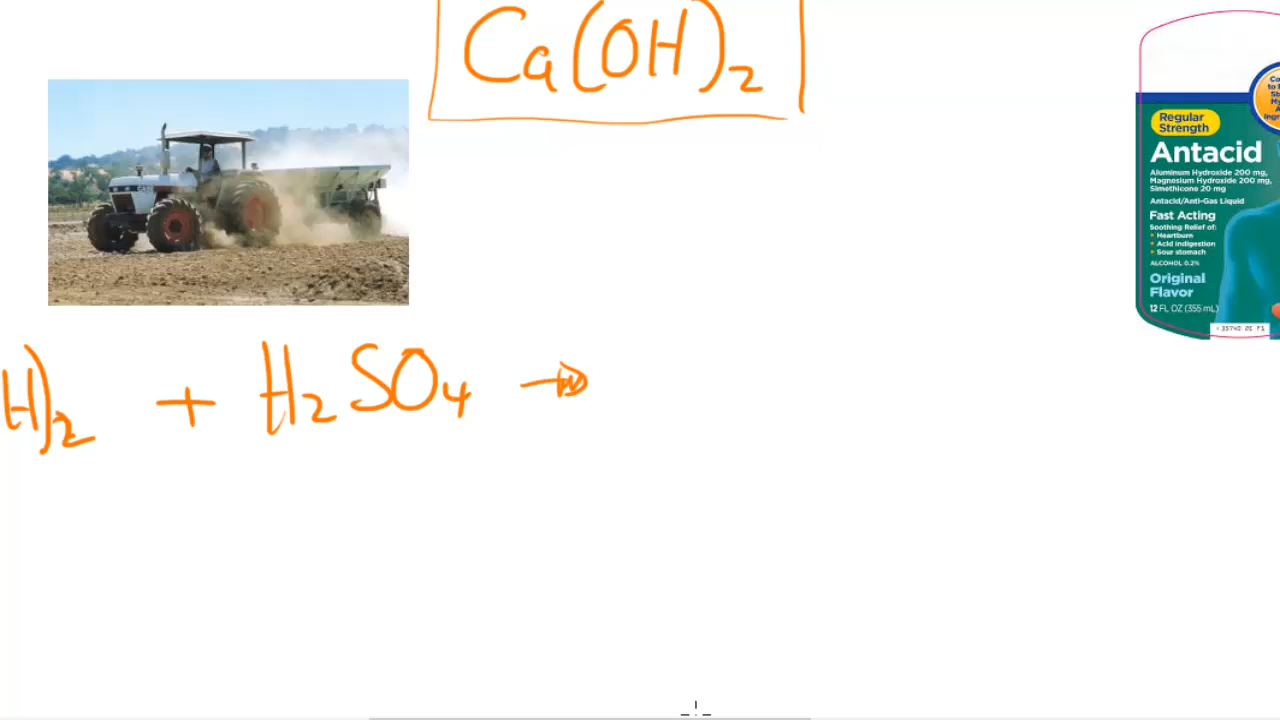 Ca(OH)₂
Regular
Strength
Antacid
Aluminum Hydroxide 200 mg,
Magnesium Hydroxide 200 mg,
Simethicone 20 mg
Antacid/Anti-Gas Liquid
Fast Acting
Soothing Relief of:
Heartburn
Acid indigestion
Sour stomach
ALCOHOL 0.2%
Original
Flavor
12 FL OZ (355 mL)
H)₂ + H₂SO₄ →